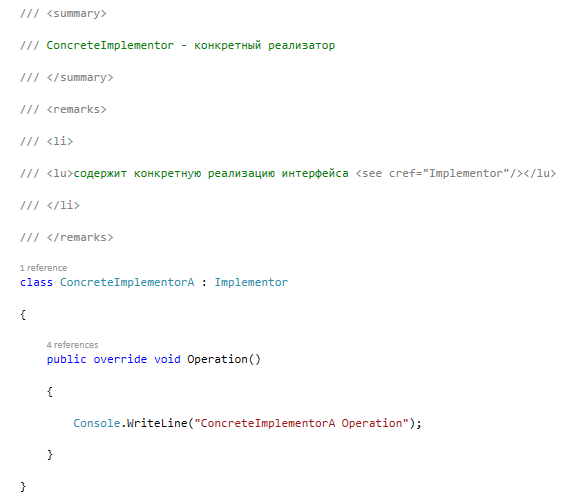 /// <summary>
/// ConcreteImplementor - конкретный реализатор
/// </summary>
/// <remarks>
/// <li>
/// <lu>содержит конкретную реализацию интерфейса <see cref="Implementor"/></lu>
/// </li>
/// </remarks>
1 reference
class ConcreteImplementorA : Implementor
{
4 references
public override void Operation()
{
Console.WriteLine("ConcreteImplementorA Operation");
}
}